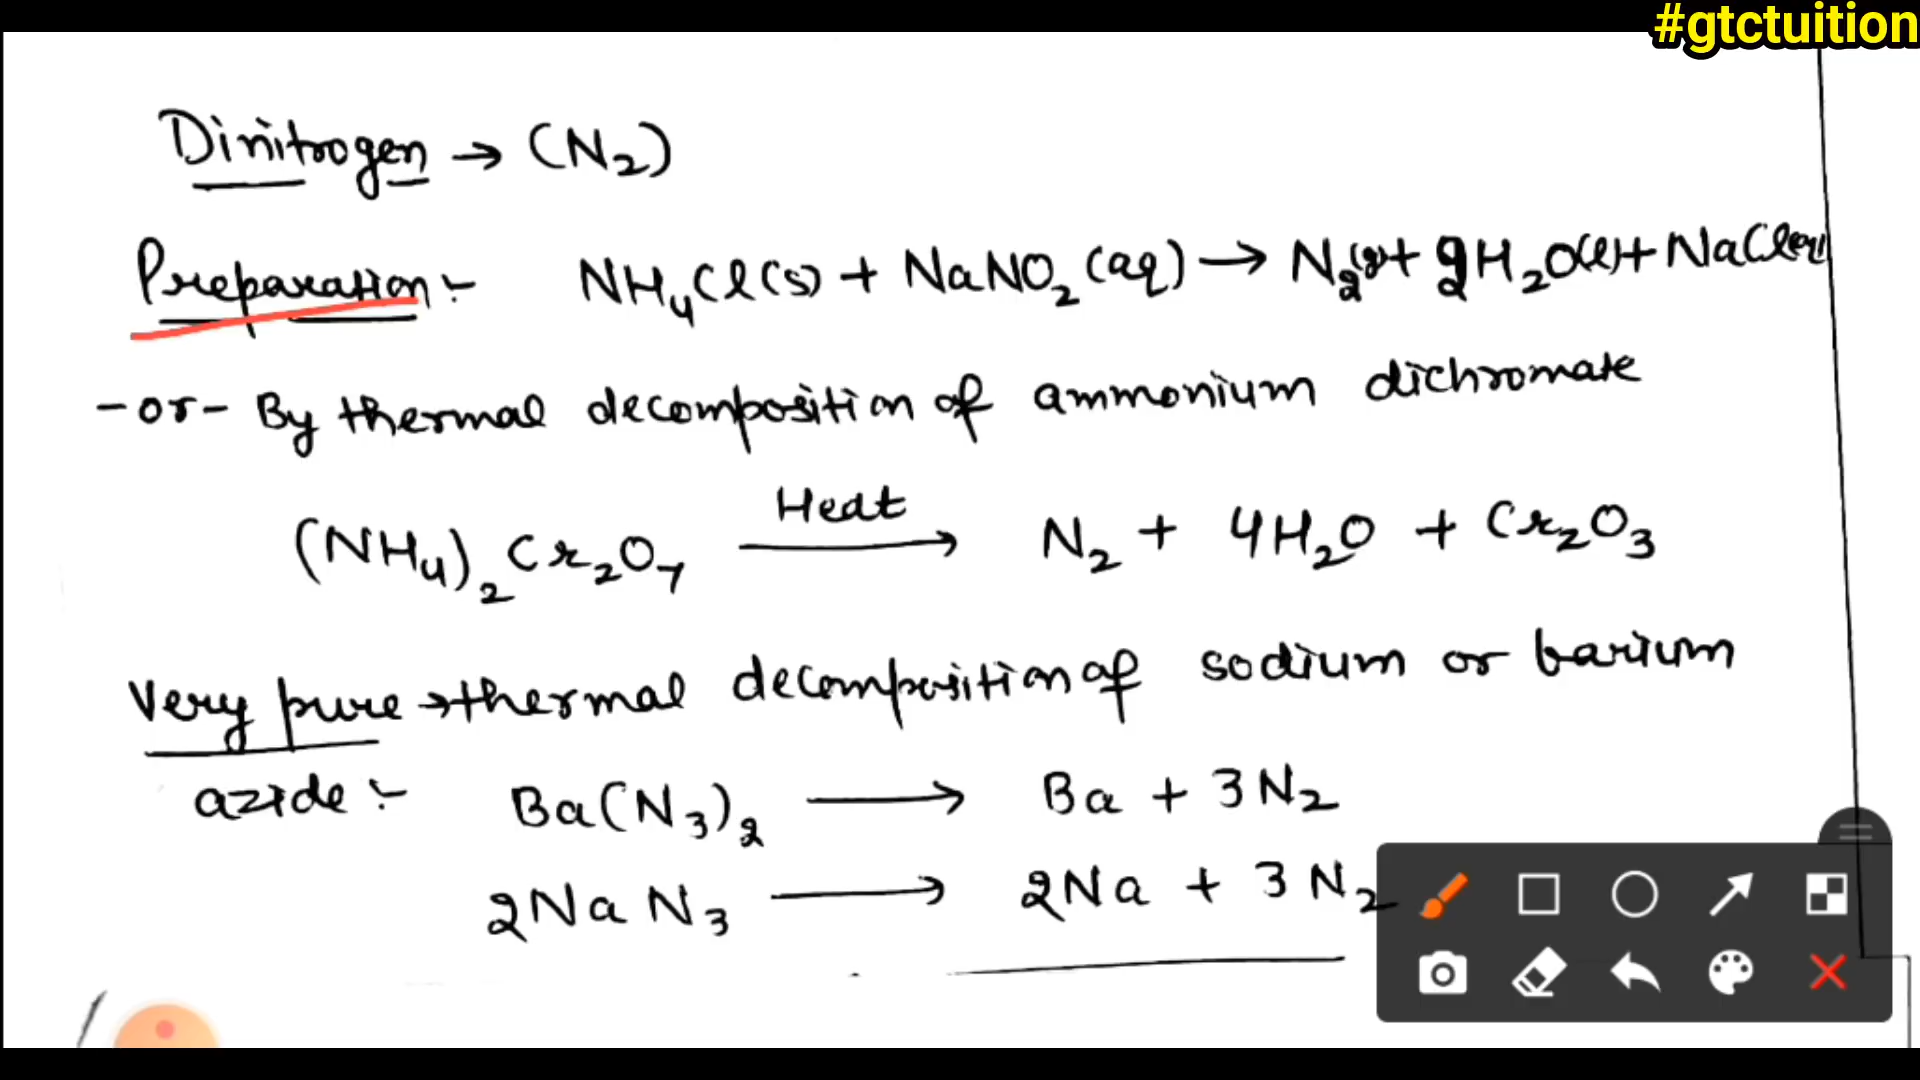 #gtctuition
Dinitrogen → (N₂)
Preparation:- NH₄Cl(s) + NaNO₂(aq) → N₂(g) + 2H₂O(l) + NaCl(aq)
-or- By thermal decomposition of ammonium dichromate
Heat
(NH₄)₂Cr₂O₇ → N₂ + 4H₂O + Cr₂O₃
Very pure → thermal decomposition of sodium or barium
azide:- Ba(N₃)₂ → Ba + 3N₂
2NaN₃ → 2Na + 3N₂